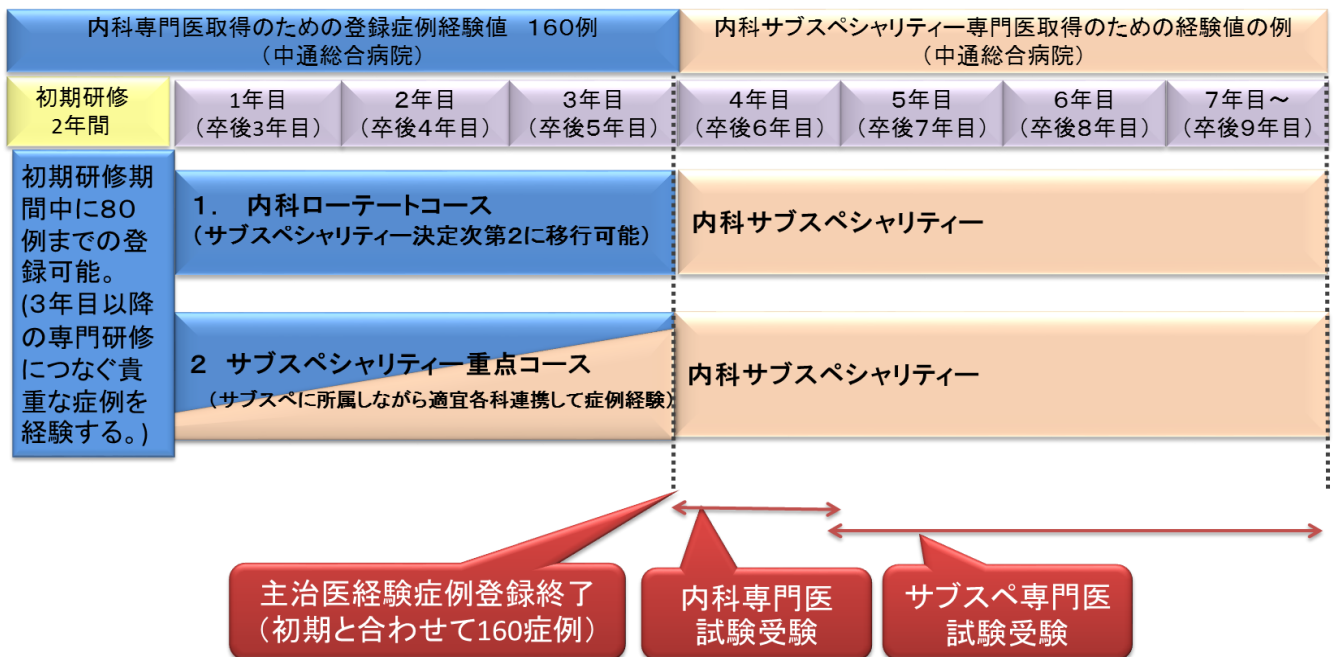 内科専門医取得のための登録症例経験値　160例
（中通総合病院）
内科サブスペシャリティー専門医取得のための経験値の例
（中通総合病院）
初期研修
2年間
1年目
（卒後3年目）
２年目
（卒後4年目）
３年目
（卒後5年目）
４年目
（卒後６年目）
５年目
（卒後７年目）
６年目
（卒後８年目）
７年目～
（卒後９年目）
初期研修期
間中に８０
例までの登
録可能。
(３年目以降
の専門研修
につなぐ貴
重な症例を
経験する。)
１．　内科ローテートコース
（サブスペシャリティー決定次第２に移行可能）
内科サブスペシャリティー
２　サブスペシャリティー重点コース
（サブスペに所属しながら適宜各科連携して症例経験）
内科サブスペシャリティー
主治医経験症例登録終了
（初期と合わせて160症例）
内科専門医
試験受験
サブスペ専門医
試験受験